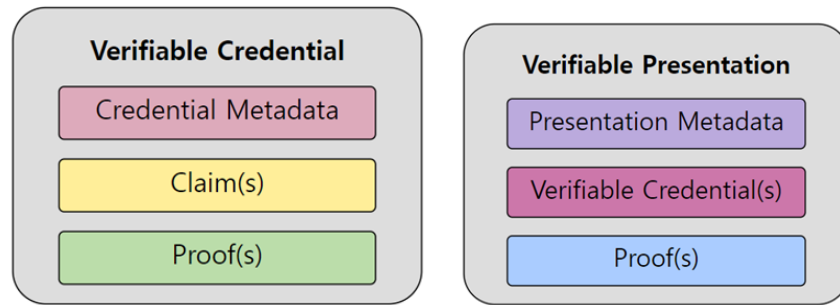 Verifiable Credential
Credential Metadata
Claim(s)
Proof(s)
Verifiable Presentation
Presentation Metadata
Verifiable Credential(s)
Proof(s)